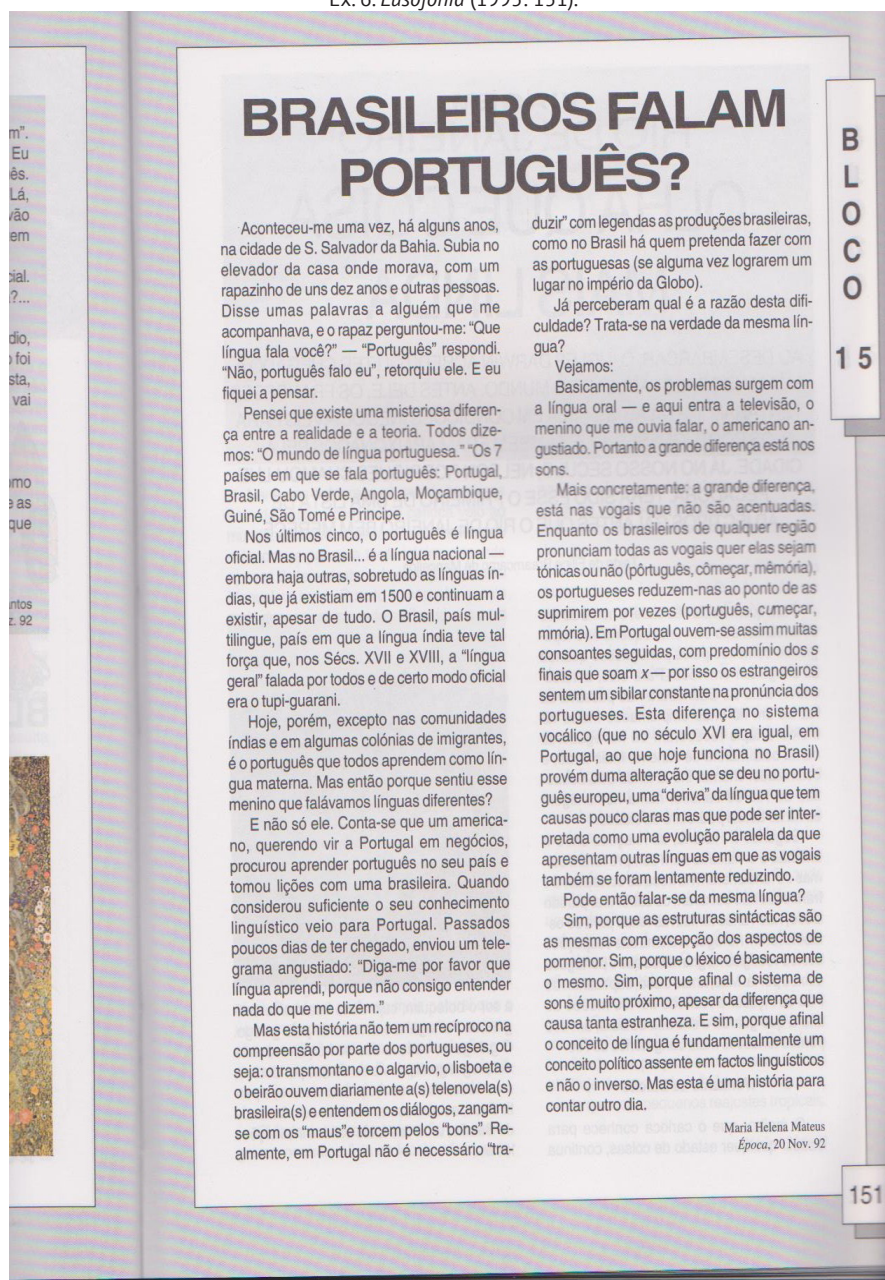 Ex. 6. Lusofonia (1995: 151).
m".
Eu
ês.
Lá,
vão
em
cial.
?...
dio,
foi
sta,
vai
omo
e as
que
ntos
z. 92
BRASILEIROS FALAM
PORTUGUÊS?
Aconteceu-me uma vez, há alguns anos,
na cidade de S. Salvador da Bahia. Subia no
elevador da casa onde morava, com um
rapazinho de uns dez anos e outras pessoas.
Disse umas palavras a alguém que me
acompanhava, e o rapaz perguntou-me: "Que
língua fala você?" — "Português" respondi.
"Não, português falo eu", retorquiu ele. E eu
fiquei a pensar.
Pensei que existe uma misteriosa diferen-
ça entre a realidade e a teoria. Todos dize-
mos: "O mundo de língua portuguesa." "Os 7
países em que se fala português: Portugal,
Brasil, Cabo Verde, Angola, Moçambique,
Guiné, São Tomé e Principe.
Nos últimos cinco, o português é língua
oficial. Mas no Brasil... é a língua nacional —
embora haja outras, sobretudo as línguas ín-
dias, que já existiam em 1500 e continuam a
existir, apesar de tudo. O Brasil, país mul-
tilingue, país em que a língua índia teve tal
força que, nos Sécs. XVII e XVIII, a "língua
geral" falada por todos e de certo modo oficial
era o tupi-guarani.
Hoje, porém, excepto nas comunidades
índias e em algumas colónias de imigrantes,
é o português que todos aprendem como lín-
gua materna. Mas então porque sentiu esse
menino que falávamos línguas diferentes?
E não só ele. Conta-se que um america-
no, querendo vir a Portugal em negócios,
procurou aprender português no seu país e
tomou lições com uma brasileira. Quando
considerou suficiente o seu conhecimento
linguístico veio para Portugal. Passados
poucos dias de ter chegado, enviou um tele-
grama angustiado: "Diga-me por favor que
língua aprendi, porque não consigo entender
nada do que me dizem."
Mas esta história não tem um recíproco na
compreensão por parte dos portugueses, ou
seja: o transmontano e o algarvio, o lisboeta e
o beirão ouvem diariamente a(s) telenovela(s)
brasileira(s) e entendem os diálogos, zangam-
se com os "maus"e torcem pelos "bons". Re-
almente, em Portugal não é necessário "tra-
duzir" com legendas as produções brasileiras,
como no Brasil há quem pretenda fazer com
as portuguesas (se alguma vez lograrem um
lugar no império da Globo).
Já perceberam qual é a razão desta difi-
culdade? Trata-se na verdade da mesma lín-
gua?
Vejamos:
Basicamente, os problemas surgem com
a língua oral — e aqui entra a televisão, o
menino que me ouvia falar, o americano an-
gustiado. Portanto a grande diferença está nos
sons.
Mais concretamente: a grande diferença,
está nas vogais que não são acentuadas.
Enquanto os brasileiros de qualquer região
pronunciam todas as vogais quer elas sejam
tónicas ou não (pôrtuguês, cômeçar, mêmória),
os portugueses reduzem-nas ao ponto de as
suprimirem por vezes (português, cumeçar,
mmória). Em Portugal ouvem-se assim muitas
consoantes seguidas, com predomínio dos s
finais que soam x — por isso os estrangeiros
sentem um sibilar constante na pronúncia dos
portugueses. Esta diferença no sistema
vocálico (que no século XVI era igual, em
Portugal, ao que hoje funciona no Brasil)
provém duma alteração que se deu no portu-
guês europeu, uma "deriva" da língua que tem
causas pouco claras mas que pode ser inter-
pretada como uma evolução paralela da que
apresentam outras línguas em que as vogais
também se foram lentamente reduzindo.
Pode então falar-se da mesma língua?
Sim, porque as estruturas sintácticas são
as mesmas com excepção dos aspectos de
pormenor. Sim, porque o léxico é basicamente
o mesmo. Sim, porque afinal o sistema de
sons é muito próximo, apesar da diferença que
causa tanta estranheza. E sim, porque afinal
o conceito de língua é fundamentalmente um
conceito político assente em factos linguísticos
e não o inverso. Mas esta é uma história para
contar outro dia.
Maria Helena Mateus
Época, 20 Nov. 92
B
L
O
C
O
15
151